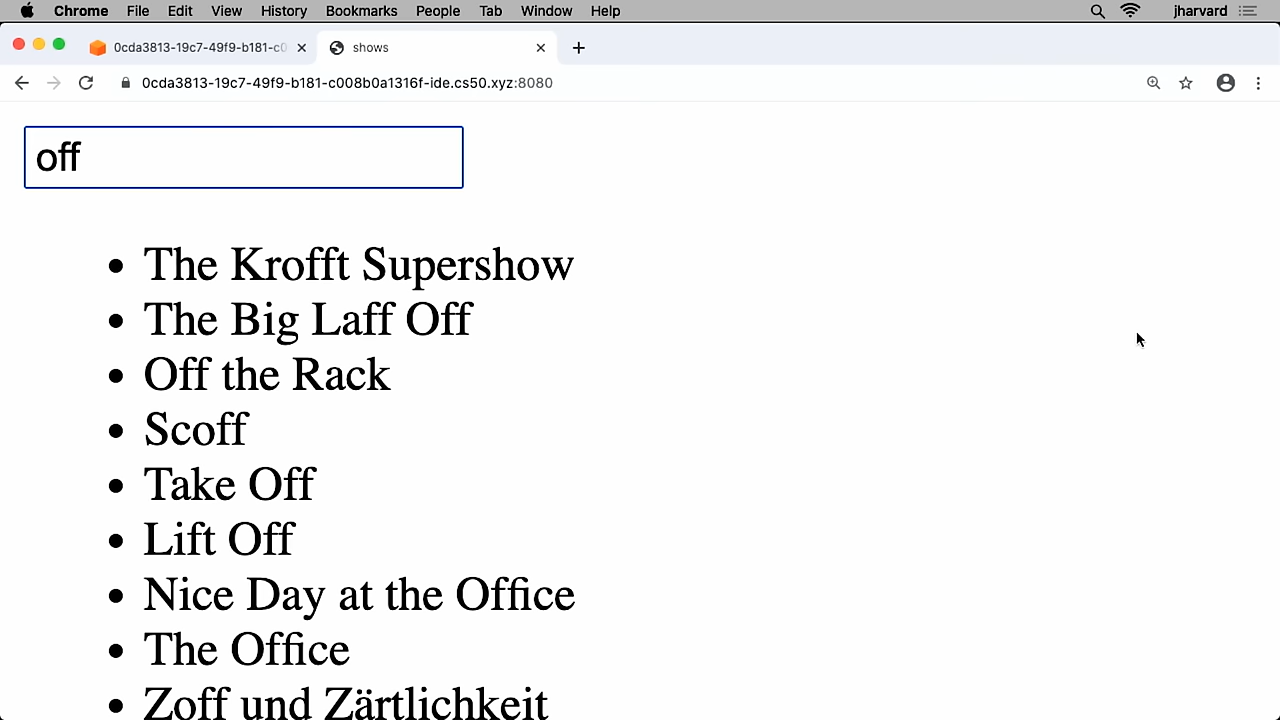 Chrome File Edit View History Bookmarks People Tab Window Help jharvard
0cda3813-19c7-49f9-b181-c0 shows
0cda3813-19c7-49f9-b181-c008b0a1316f-ide.cs50.xyz:8080
off
The Krofft Supershow
The Big Laff Off
Off the Rack
Scoff
Take Off
Lift Off
Nice Day at the Office
The Office
Zoff und Zärtlichkeit